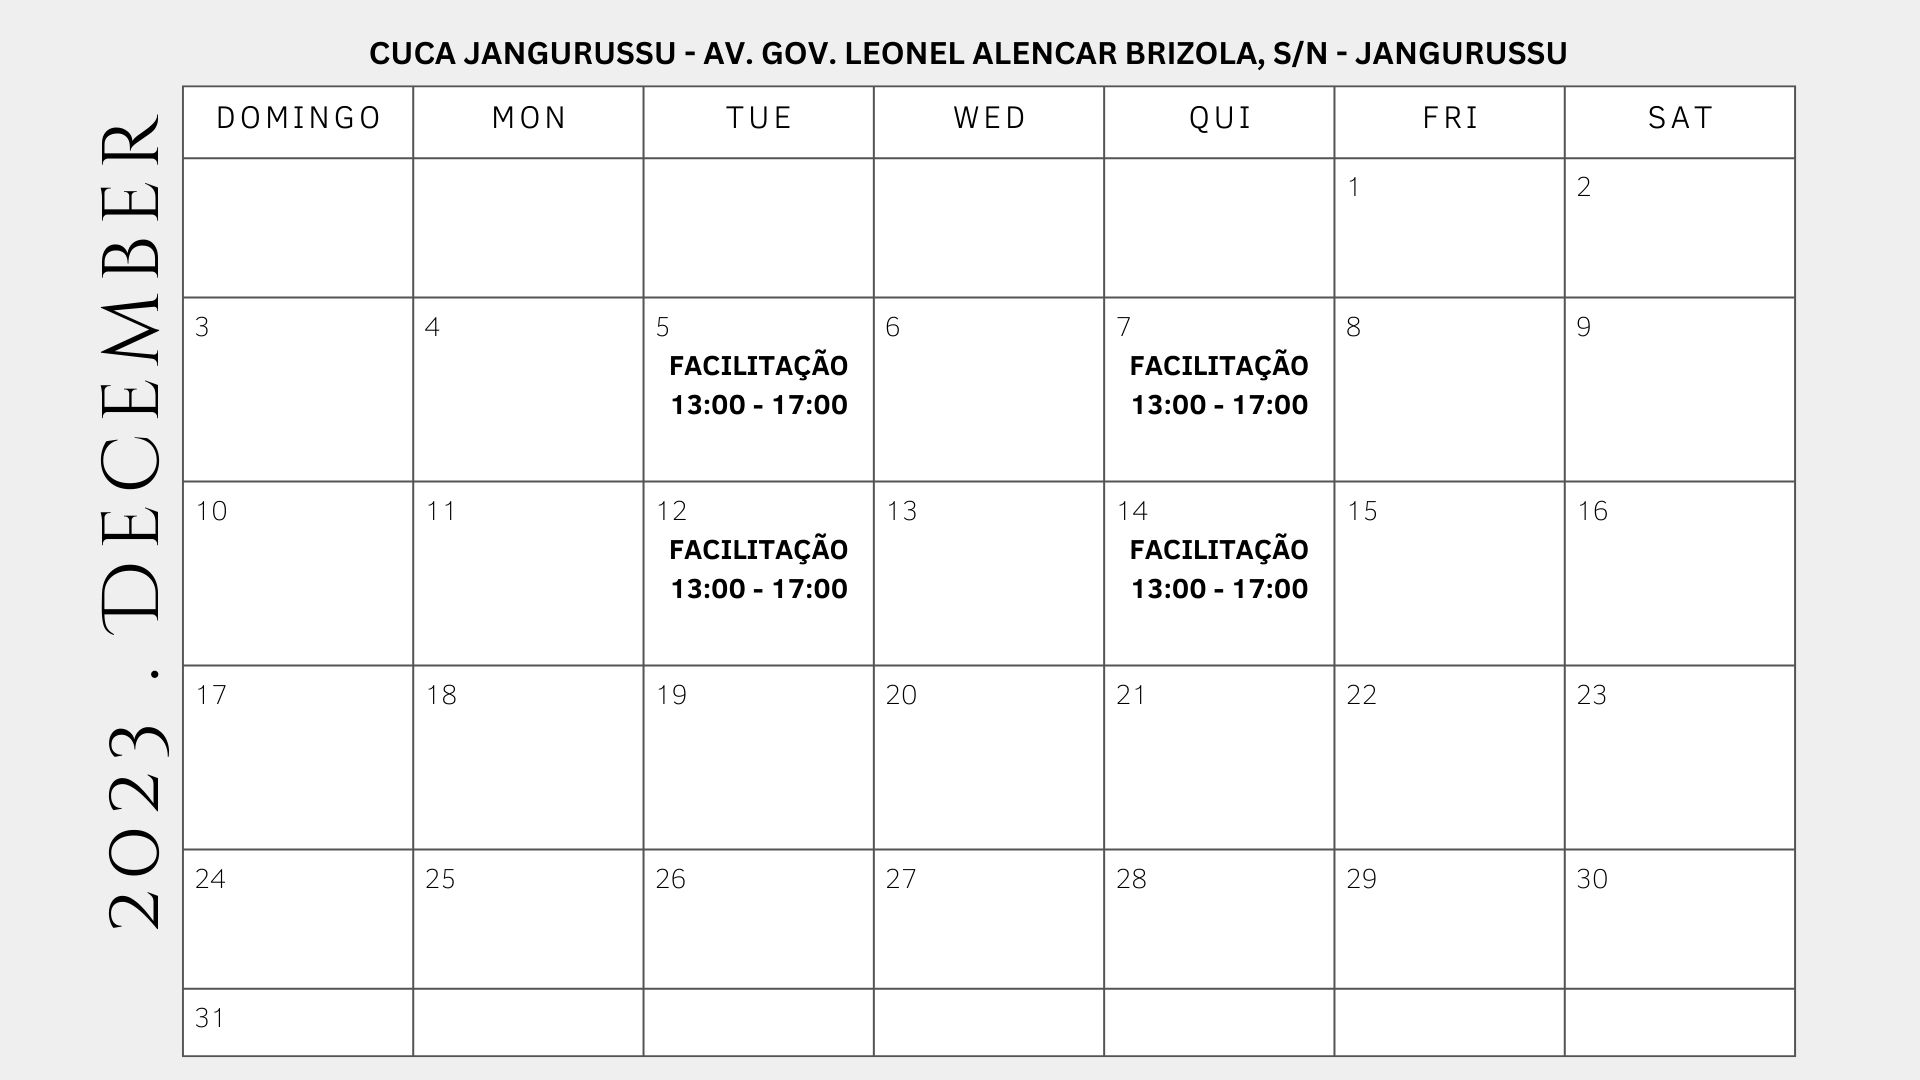 CUCA JANGURUSSU - AV. GOV. LEONEL ALENCAR BRIZOLA, S/N - JANGURUSSU
2023 . DECEMBER
DOMINGO MON TUE WED QUI FRI SAT
1 2
3 4 5 6 7 8 9
FACILITAÇÃO FACILITAÇÃO
13:00 - 17:00 13:00 - 17:00
10 11 12 13 14 15 16
FACILITAÇÃO FACILITAÇÃO
13:00 - 17:00 13:00 - 17:00
17 18 19 20 21 22 23
24 25 26 27 28 29 30
31